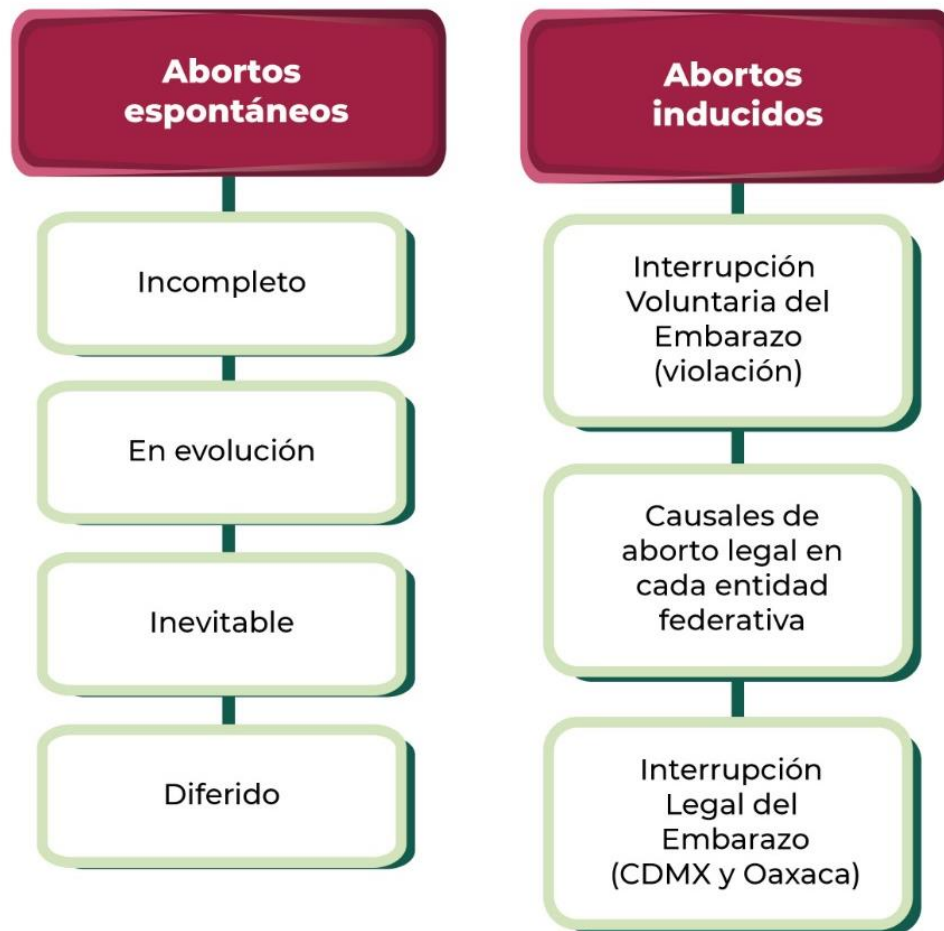 Abortos
espontáneos
Incompleto
En evolución
Inevitable
Diferido
Abortos
inducidos
Interrupción
Voluntaria del
Embarazo
(violación)
Causales de
aborto legal en
cada entidad
federativa
Interrupción
Legal del
Embarazo
(CDMX y Oaxaca)